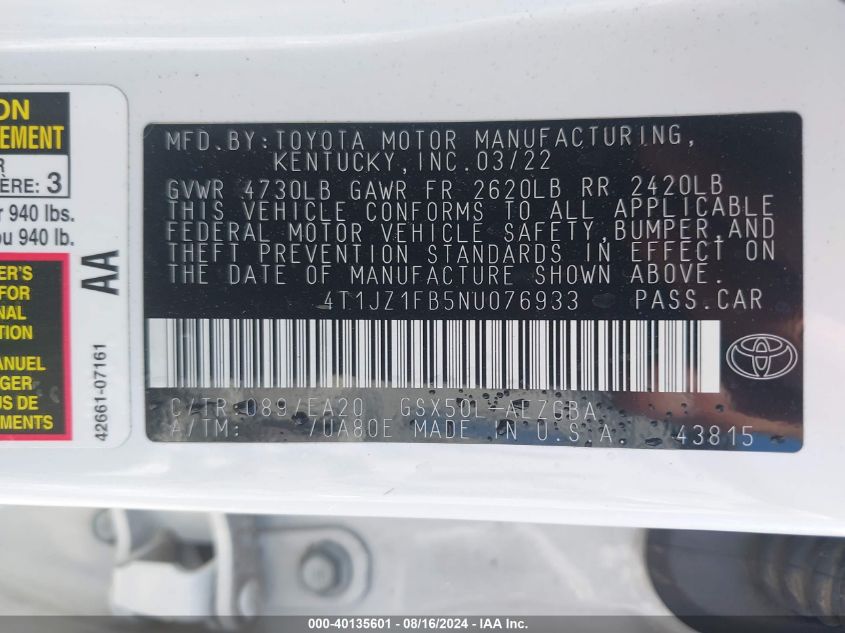 ON
EMENT
R
ÈRE: 3
r 940 lbs.
ou 940 lb.
AA
ER'S
FOR
NAL
N
MANUEL
GER
US DE
MENTS
42661-07161
MFD.BY:TOYOTA MOTOR MANUFACTURING,
KENTUCKY,INC.03/22
GVWR 4730LB GAWR FR 2620LB RR 2420LB
THIS VEHICLE CONFORMS TO ALL APPLICABLE
FEDERAL MOTOR VEHICLE SAFETY,BUMPER,AND
THEFT PREVENTION STANDARDS IN EFFECT ON
THE DATE OF MANUFACTURE SHOWN ABOVE.
4T1JZ1FB5NU076933 PASS.CAR
C/TR 089/EA20 GSX50L-AEZGBA
A/TM: /UA80E MADE IN U.S.A. 43815
000-40135601 - 08/16/2024 - IAA Inc.